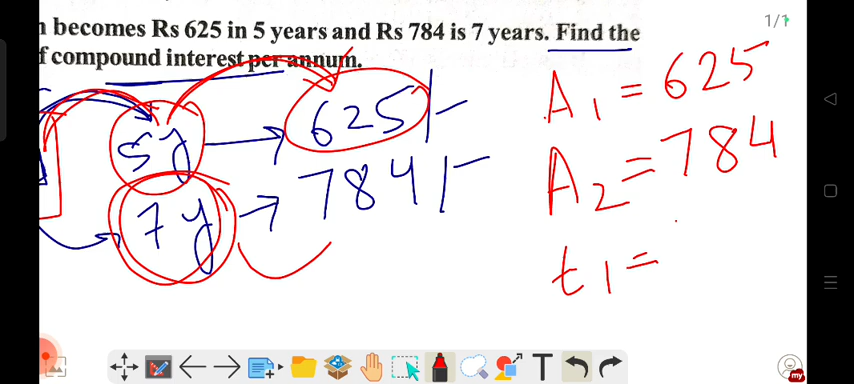 becomes Rs 625 in 5 years and Rs 784 is 7 years. Find the
f compound interest per annum.
1/1
5y → 625/-
7y → 784/-
A1 = 625
A2 = 784
t1 =
T
my